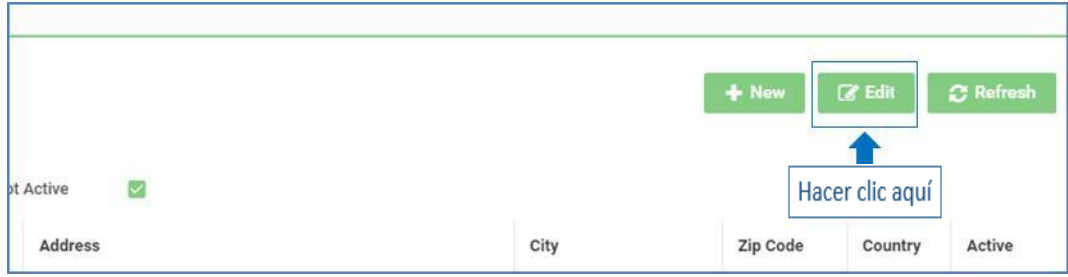 New Edit Refresh
Hacer clic aquí
ot Active
Address City Zip Code Country Active